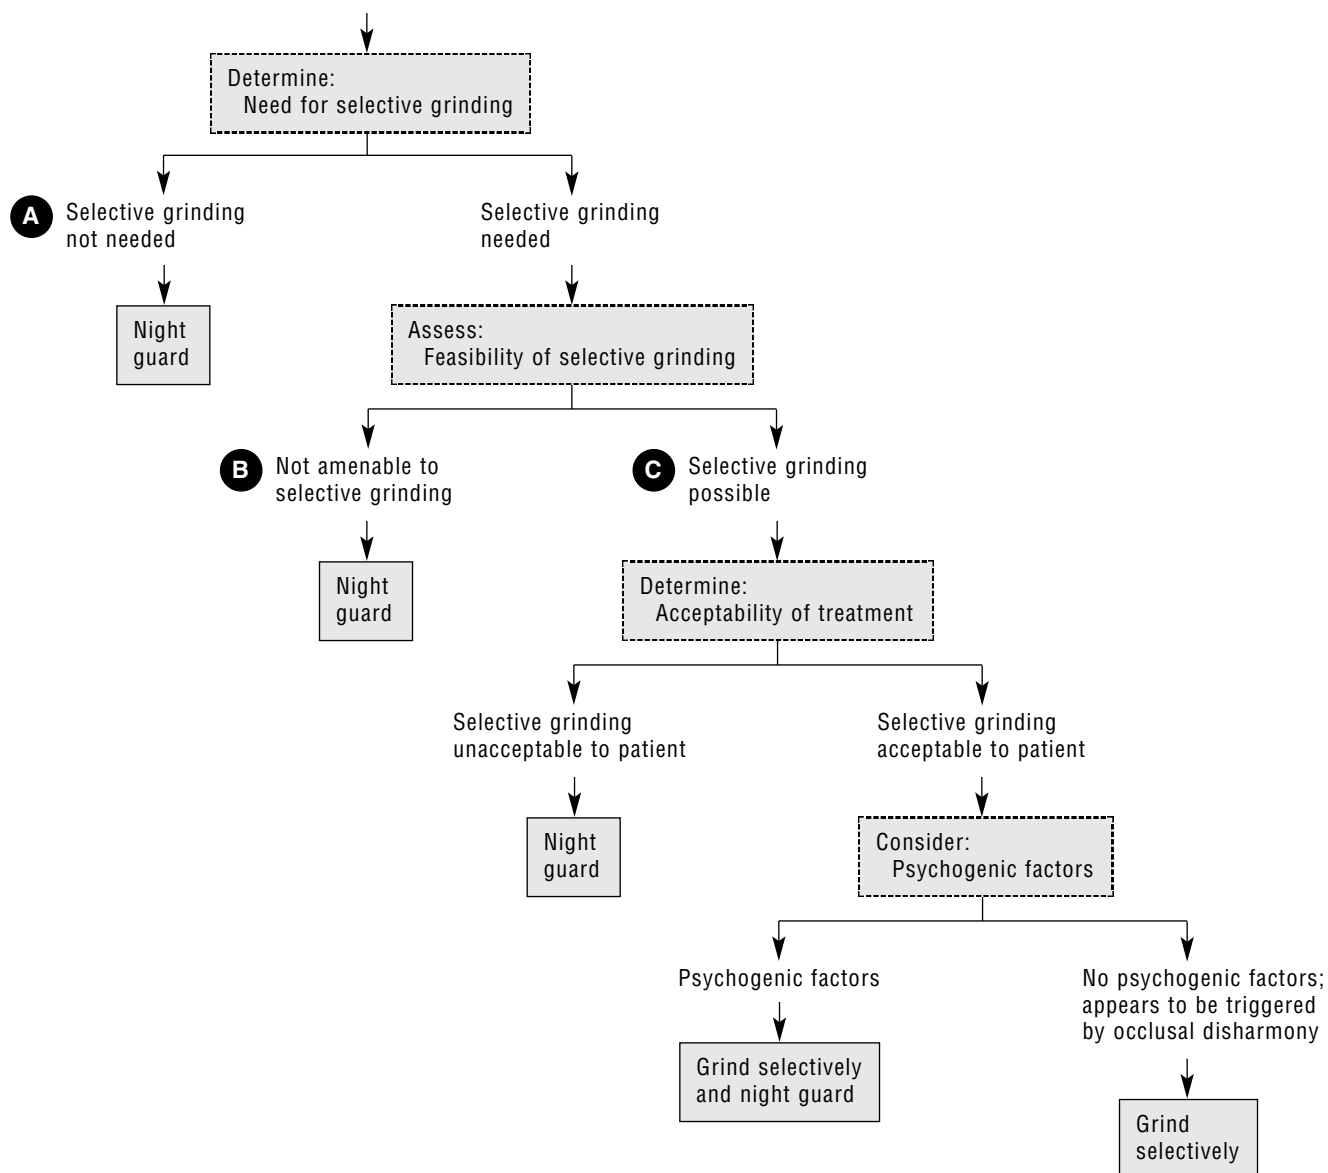 Determine:
Need for selective grinding
A
Selective grinding
not needed
Selective grinding
needed
Night
guard
Assess:
Feasibility of selective grinding
B
Not amenable to
selective grinding
C
Selective grinding
possible
Night
guard
Determine:
Acceptability of treatment
Selective grinding
unacceptable to patient
Selective grinding
acceptable to patient
Night
guard
Consider:
Psychogenic factors
Psychogenic factors
No psychogenic factors;
appears to be triggered
by occlusal disharmony
Grind selectively
and night guard
Grind
selectively